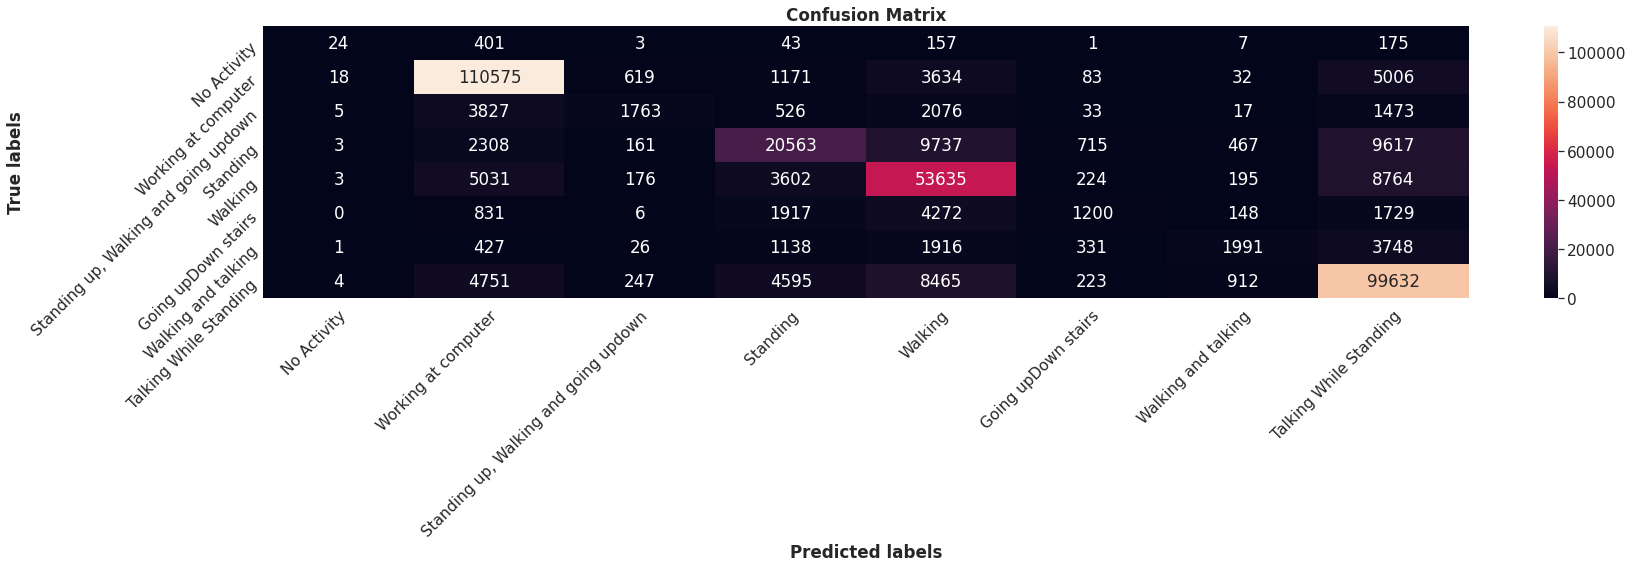 Confusion Matrix
True labels
No Activity 24 401 3 43 157 1 7 175
Working at computer 18 110575 619 1171 3634 83 32 5006
Standing up, Walking and going updown 5 3827 1763 526 2076 33 17 1473
Standing 3 2308 161 20563 9737 715 467 9617
Walking 3 5031 176 3602 53635 224 195 8764
Going upDown stairs 0 831 6 1917 4272 1200 148 1729
Walking and talking 1 427 26 1138 1916 331 1991 3748
Talking While Standing 4 4751 247 4595 8465 223 912 99632
No Activity
Working at computer
Standing up, Walking and going updown
Standing
Walking
Going upDown stairs
Walking and talking
Talking While Standing
Predicted labels
100000
80000
60000
40000
20000
0